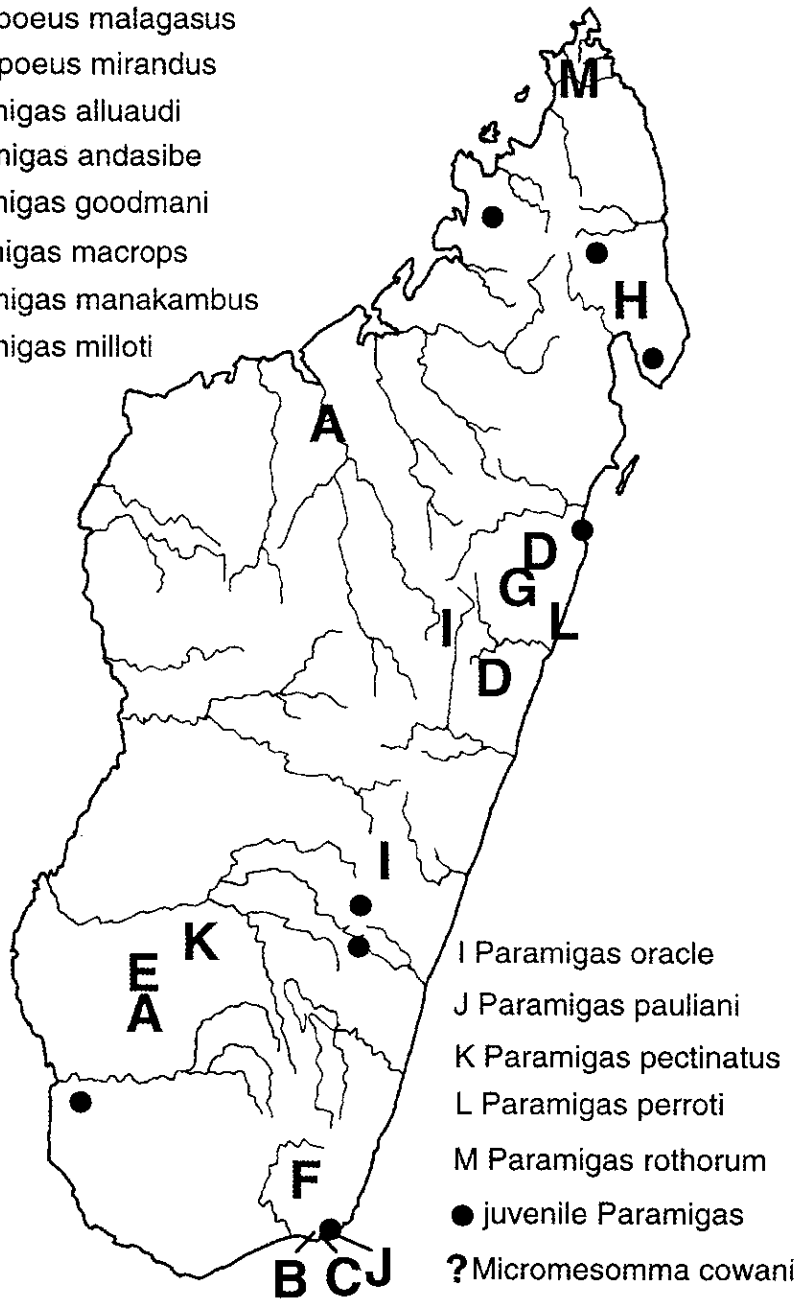 poeus malagasus
poeus mirandus
nigas alluaudi
nigas andasibe
nigas goodmani
nigas macrops
nigas manakambus
nigas milloti
M
H
A
D
G
I
L
D
I
K
E
A
F
B C J
I Paramigas oracle
J Paramigas pauliani
K Paramigas pectinatus
L Paramigas perroti
M Paramigas rothorum
● juvenile Paramigas
? Micromesomma cowani